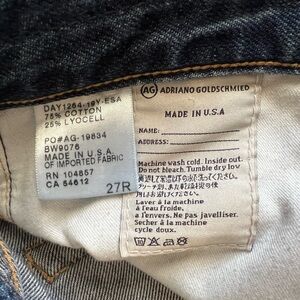 DAY1264-19Y-ESA
75% COTTON
25% LYOCELL
PO#AG-19834
BW9076
MADE IN U.S.A
OF IMPORTED FABRIC
RN 104857
CA 54612
27R
AG ADRIANO GOLDSCHMIED
MADE IN U.S.A
NAME:
ADDRESS:
Machine wash cold. Inside out.
Do not bleach. Tumble dry low
Laver à la machine
à l'eau froide,
a l'envers. Ne pas javelliser.
Secher a la machine
cycle doux.